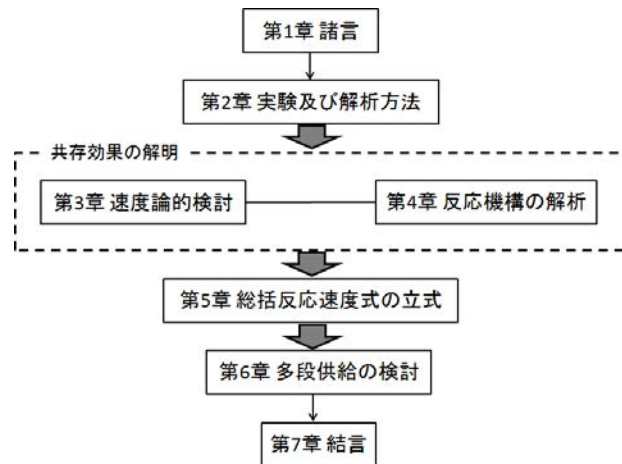 第1章 諸言
第2章 実験及び解析方法
共存効果の解明
第3章 速度論的検討
第4章 反応機構の解析
第5章 総括反応速度式の立式
第6章 多段供給の検討
第7章 結言